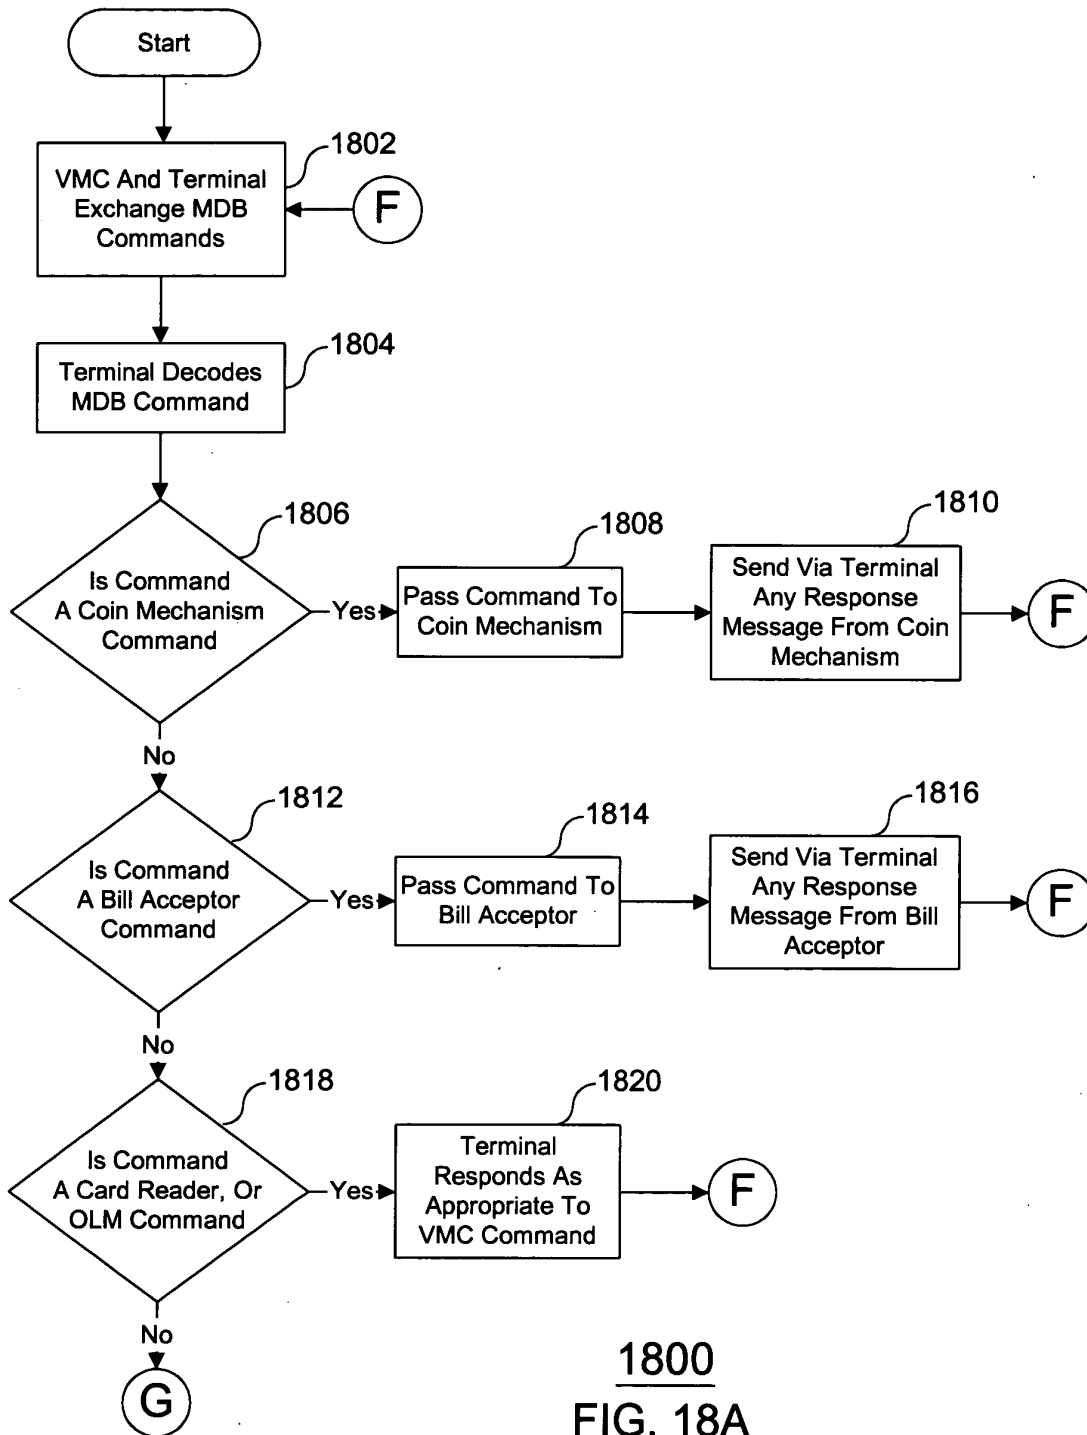 Start
1802
VMC And Terminal
Exchange MDB
Commands
F
1804
Terminal Decodes
MDB Command
1806
Is Command
A Coin Mechanism
Command
Yes
1808
Pass Command To
Coin Mechanism
1810
Send Via Terminal
Any Response
Message From Coin
Mechanism
F
No
1812
Is Command
A Bill Acceptor
Command
Yes
1814
Pass Command To
Bill Acceptor
1816
Send Via Terminal
Any Response
Message From Bill
Acceptor
F
No
1818
Is Command
A Card Reader, Or
OLM Command
Yes
1820
Terminal
Responds As
Appropriate To
VMC Command
F
No
G
1800
FIG. 18A